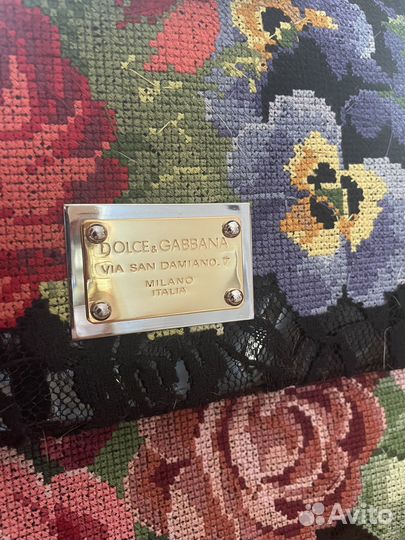 DOLCE&GABBANA
VIA SAN DAMIANO.7
MILANO
ITALIA
Avito